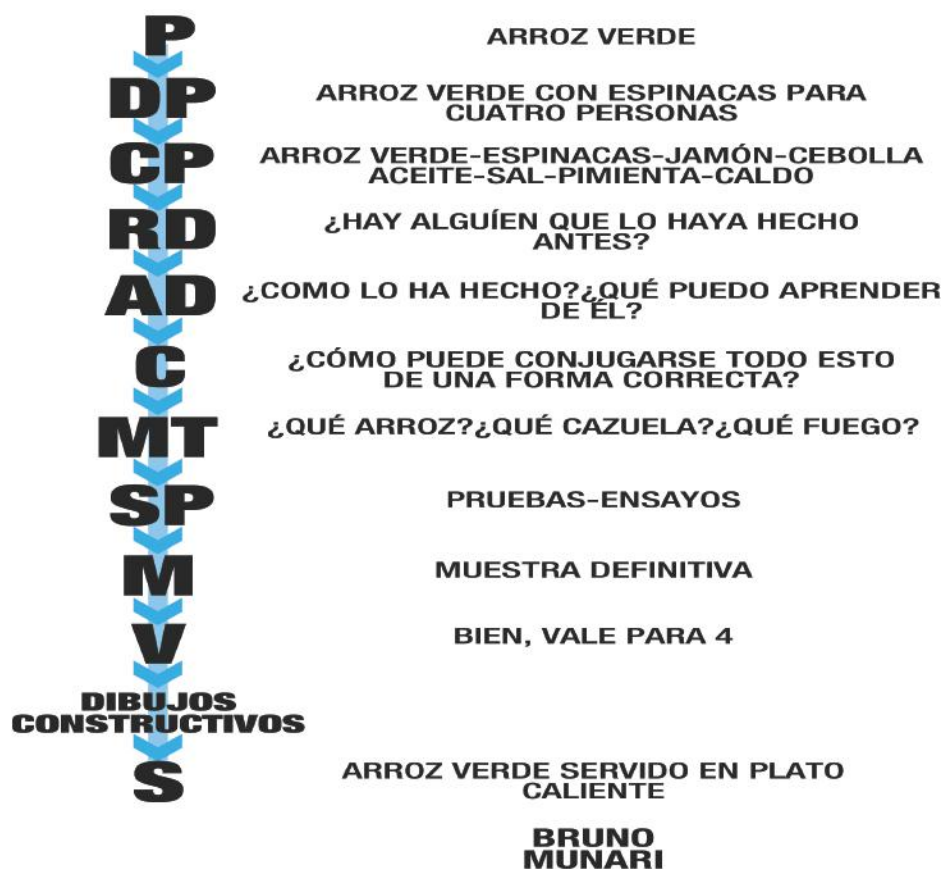 P
ARROZ VERDE
DP
ARROZ VERDE CON ESPINACAS PARA
CUATRO PERSONAS
CP
ARROZ VERDE-ESPINACAS-JAMÓN-CEBOLLA
ACEITE-SAL-PIMIENTA-CALDO
RD
¿HAY ALGUÍEN QUE LO HAYA HECHO
ANTES?
AD
¿COMO LO HA HECHO?¿QUÉ PUEDO APRENDER
DE ÉL?
C
¿CÓMO PUEDE CONJUGARSE TODO ESTO
DE UNA FORMA CORRECTA?
MT
¿QUÉ ARROZ?¿QUÉ CAZUELA?¿QUÉ FUEGO?
SP
PRUEBAS-ENSAYOS
M
MUESTRA DEFINITIVA
V
BIEN, VALE PARA 4
DIBUJOS
CONSTRUCTIVOS
S
ARROZ VERDE SERVIDO EN PLATO
CALIENTE
BRUNO
MUNARI